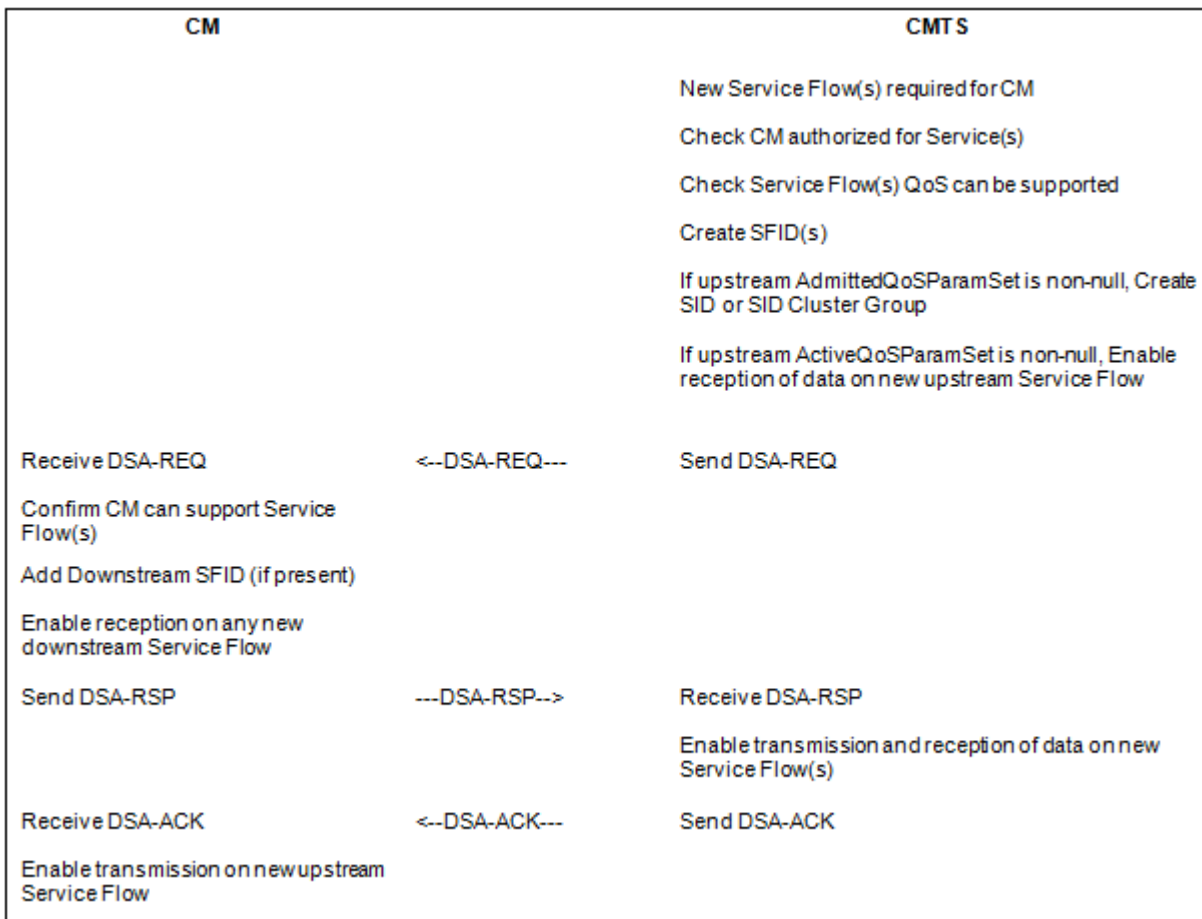 CM CMTS
New Service Flow(s) required for CM
Check CM authorized for Service(s)
Check Service Flow(s) QoS can be supported
Create SFID(s)
If upstream AdmittedQoSParamSet is non-null, Create
SID or SID Cluster Group
If upstream ActiveQoSParamSet is non-null, Enable
reception of data on new upstream Service Flow
Receive DSA-REQ <--DSA-REQ--- Send DSA-REQ
Confirm CM can support Service
Flow(s)
Add Downstream SFID (if present)
Enable reception on any new
downstream Service Flow
Send DSA-RSP ---DSA-RSP--> Receive DSA-RSP
Enable transmission and reception of data on new
Service Flow(s)
Receive DSA-ACK <--DSA-ACK--- Send DSA-ACK
Enable transmission on new upstream
Service Flow